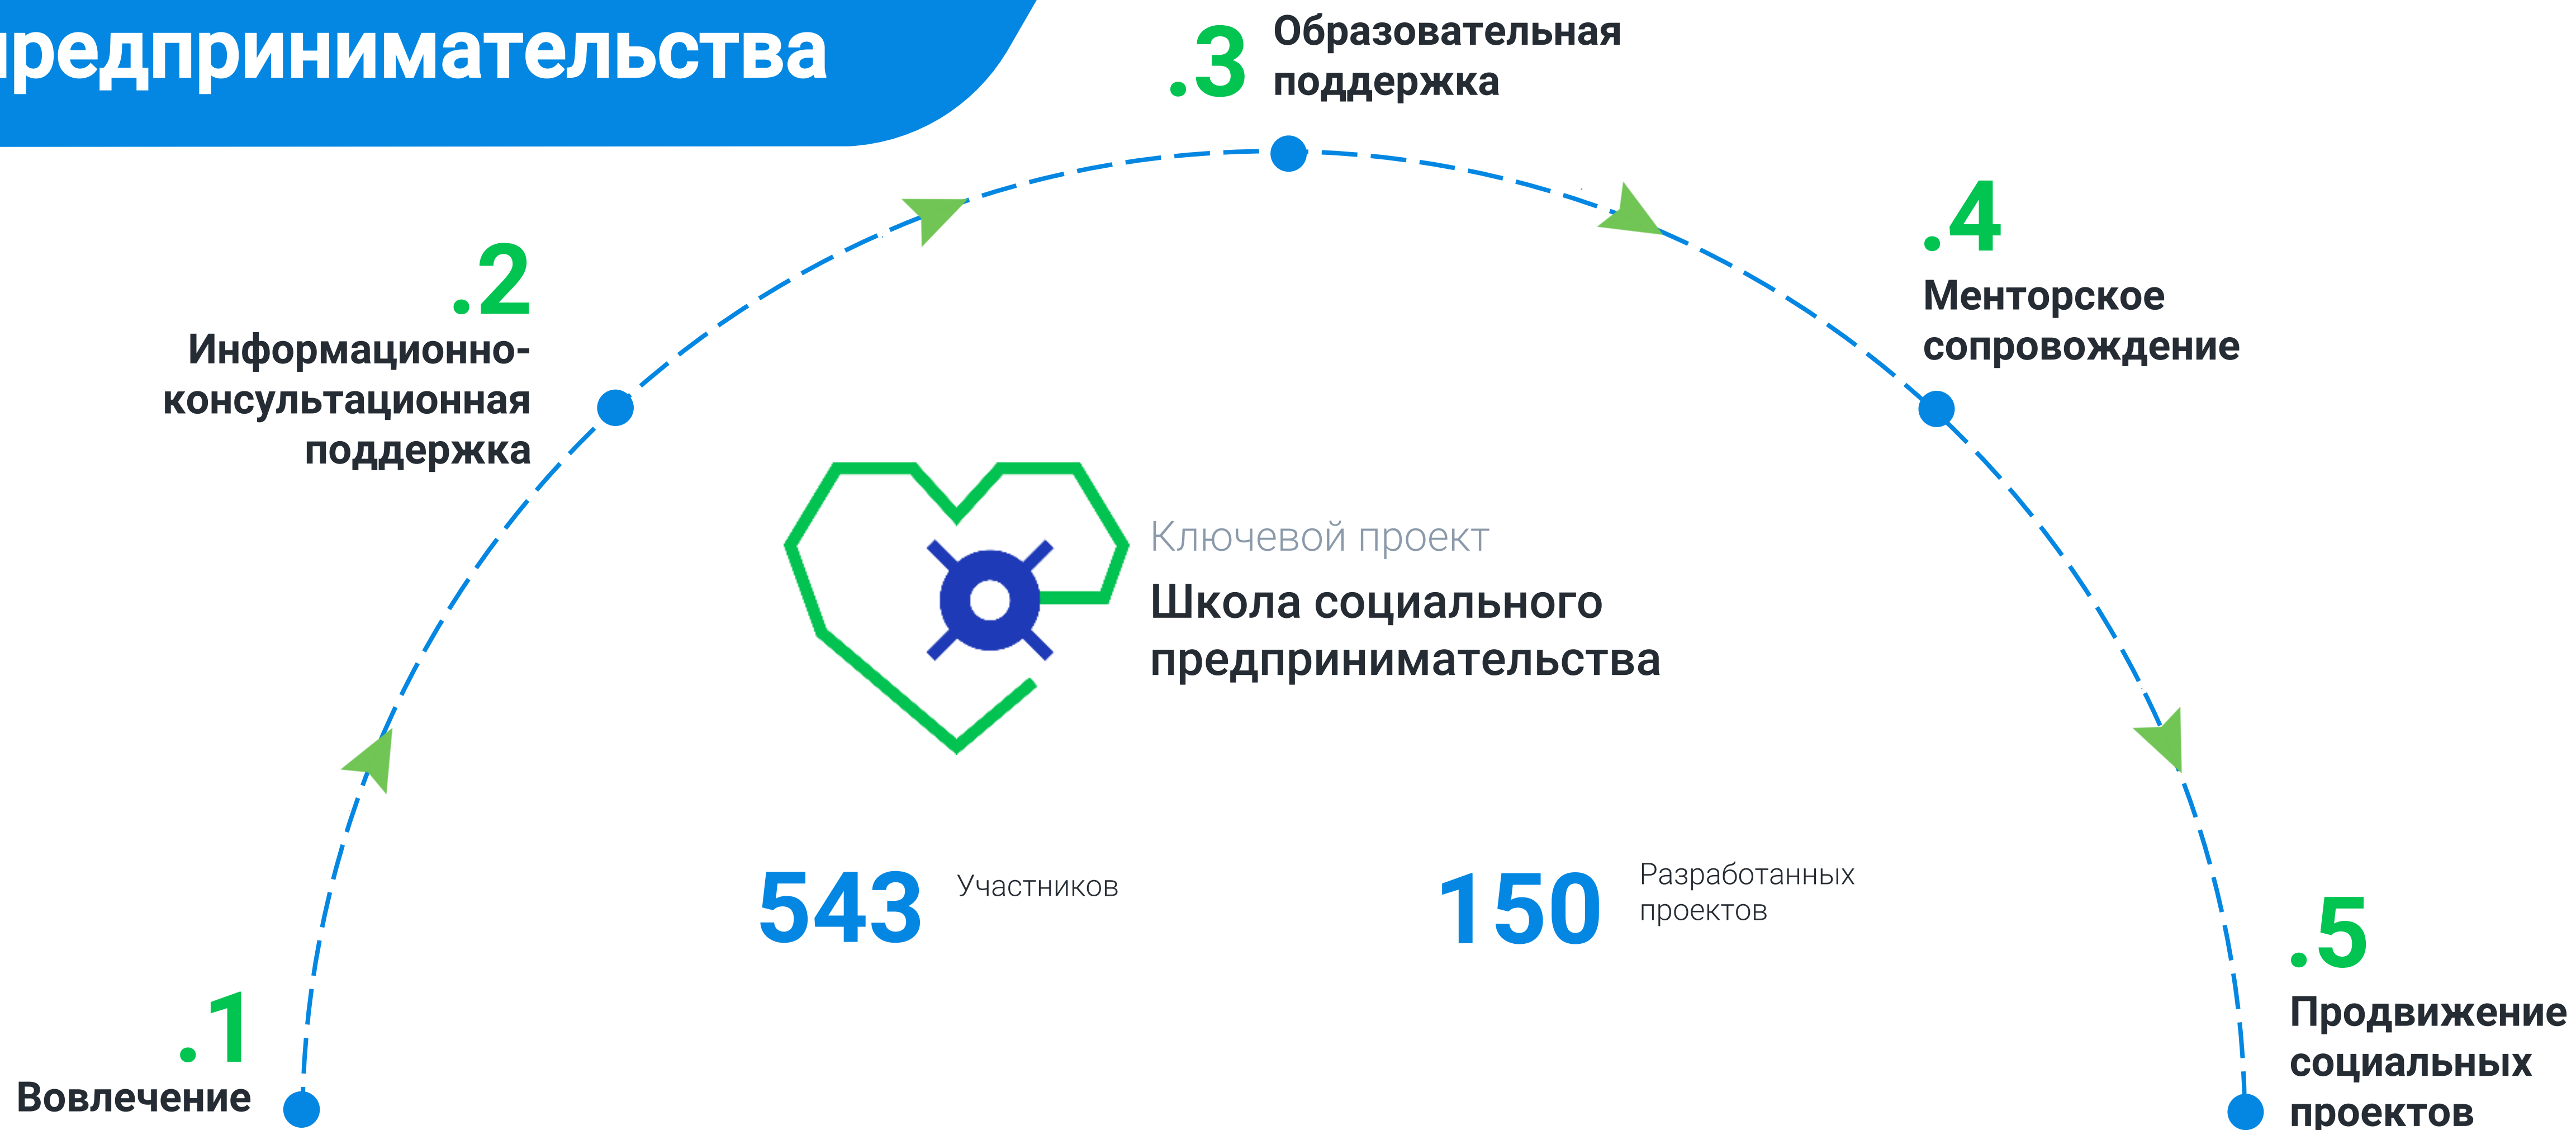 предпринимательства
.3
Образовательная
поддержка
.4
Менторское
сопровождение
.2
Информационно-
консультационная
поддержка
Ключевой проект
Школа социального
предпринимательства
543
Участников
150
Разработанных
проектов
.1
Вовлечение
.5
Продвижение
социальных
проектов